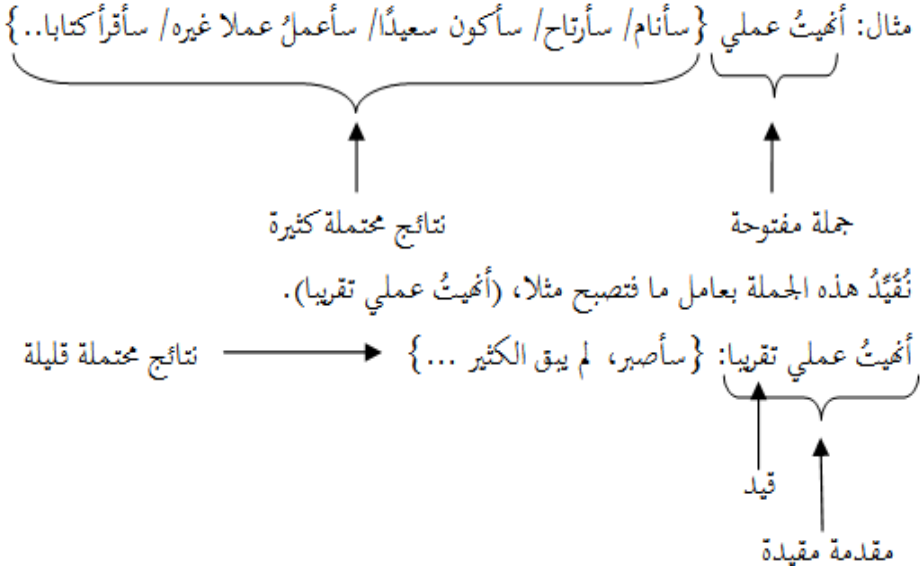 مثال: أنهيتُ عملي {سأنام/ سأرتاح/ سأكون سعيدًا/ سأعملُ عملا غيره/ سأقرأ كتابا..}
جملة مفتوحة
نتائج محتملة كثيرة
نُقَيِّدُ هذه الجملة بعامل ما فتصبح مثلا، (أنهيتُ عملي تقريبا).
أنهيتُ عملي تقريبا: {سأصبر، لم يبق الكثير ...}
نتائج محتملة قليلة
قيد
مقدمة مقيدة